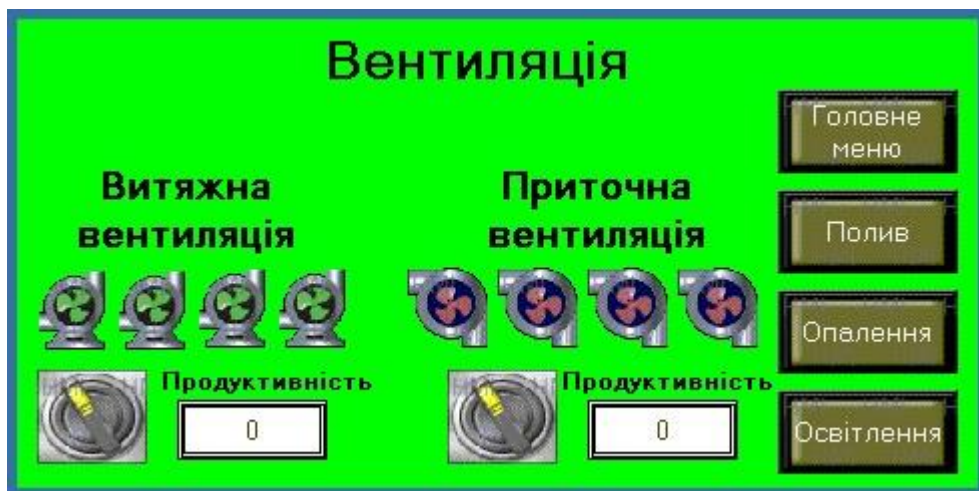 Вентиляція
Витяжна
вентиляція
Продуктивність
0
Приточна
вентиляція
Продуктивність
0
Головне
меню
Полив
Опалення
Освітлення